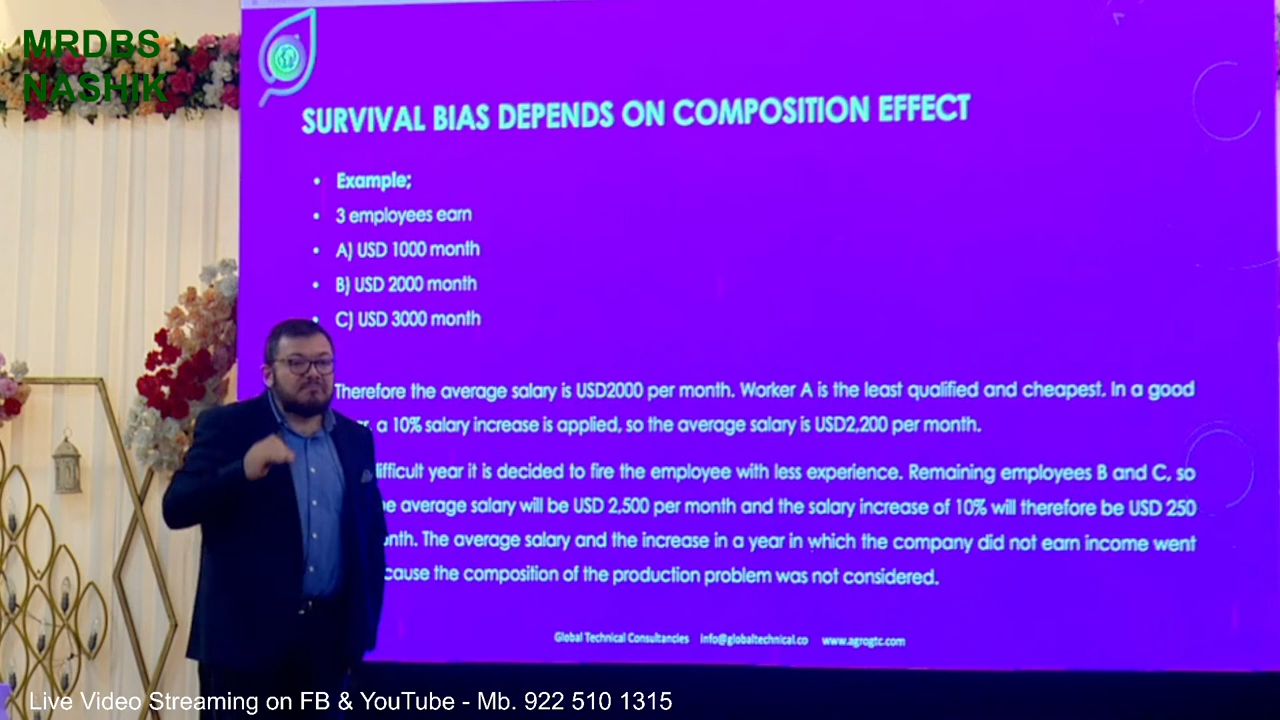 MRDBS
NASHIK
SURVIVAL BIAS DEPENDS ON COMPOSITION EFFECT
• Example;
• 3 employees earn
• A) USD 1000 month
• B) USD 2000 month
• C) USD 3000 month
Therefore the average salary is USD2000 per month. Worker A is the least qualified and cheapest. In a good
a 10% salary increase is applied, so the average salary is USD2,200 per month.
ifficult year it is decided to fire the employee with less experience. Remaining employees B and C, so
e average salary will be USD 2,500 per month and the salary increase of 10% will therefore be USD 250
nth. The average salary and the increase in a year in which the company did not earn income went
cause the composition of the production problem was not considered.
Global Technical Consultancies info@globaltechnical.co www.agrogtc.com
Live Video Streaming on FB & YouTube - Mb. 922 510 1315